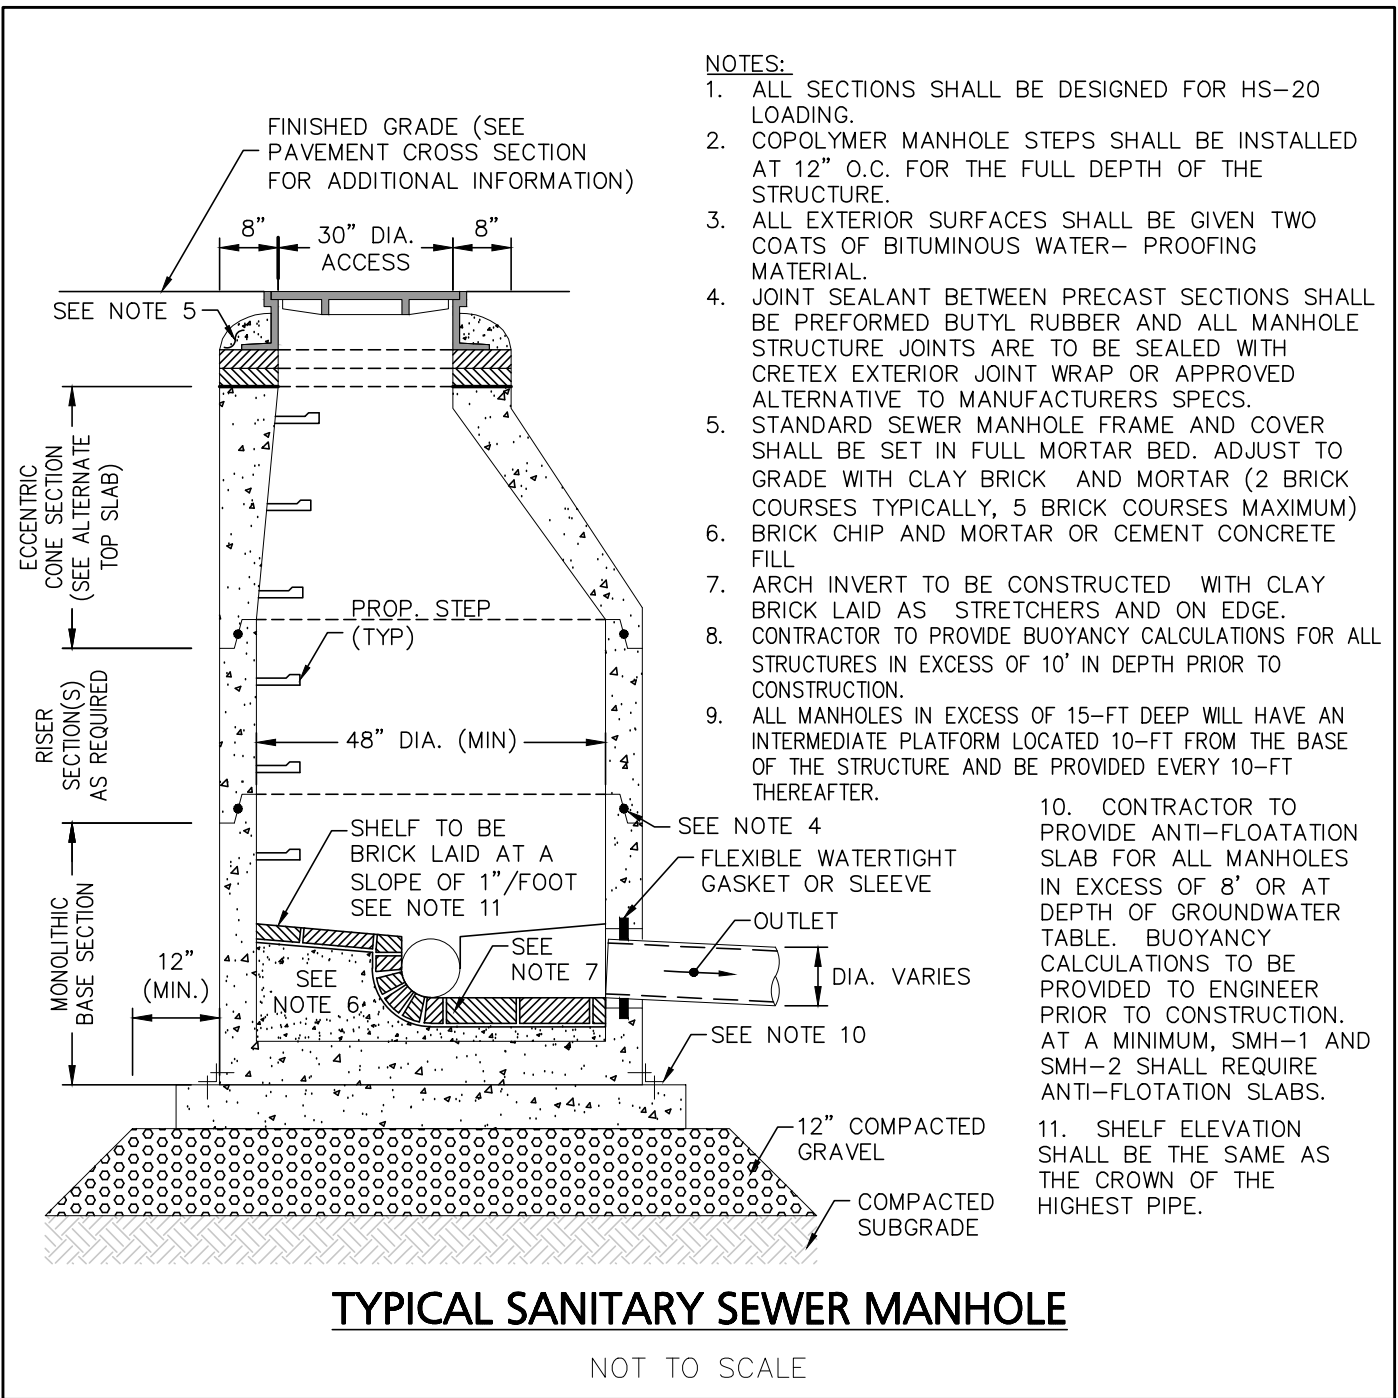 FINISHED GRADE (SEE
PAVEMENT CROSS SECTION
FOR ADDITIONAL INFORMATION)
8"
30" DIA.
ACCESS
8"
SEE NOTE 5
ECCENTRIC
CONE SECTION
(SEE ALTERNATE
TOP SLAB)
PROP. STEP
(TYP)
RISER
SECTION(S)
AS REQUIRED
48" DIA. (MIN)
SEE NOTE 4
SHELF TO BE
BRICK LAID AT A
SLOPE OF 1"/FOOT
SEE NOTE 11
FLEXIBLE WATERTIGHT
GASKET OR SLEEVE
OUTLET
MONOLITHIC
BASE SECTION
12"
(MIN.)
SEE
NOTE 6
SEE
NOTE 7
DIA. VARIES
SEE NOTE 10
12" COMPACTED
GRAVEL
COMPACTED
SUBGRADE
NOTES:
1. ALL SECTIONS SHALL BE DESIGNED FOR HS-20
LOADING.
2. COPOLYMER MANHOLE STEPS SHALL BE INSTALLED
AT 12" O.C. FOR THE FULL DEPTH OF THE
STRUCTURE.
3. ALL EXTERIOR SURFACES SHALL BE GIVEN TWO
COATS OF BITUMINOUS WATER- PROOFING
MATERIAL.
4. JOINT SEALANT BETWEEN PRECAST SECTIONS SHALL
BE PREFORMED BUTYL RUBBER AND ALL MANHOLE
STRUCTURE JOINTS ARE TO BE SEALED WITH
CRETEX EXTERIOR JOINT WRAP OR APPROVED
ALTERNATIVE TO MANUFACTURERS SPECS.
5. STANDARD SEWER MANHOLE FRAME AND COVER
SHALL BE SET IN FULL MORTAR BED. ADJUST TO
GRADE WITH CLAY BRICK AND MORTAR (2 BRICK
COURSES TYPICALLY, 5 BRICK COURSES MAXIMUM)
6. BRICK CHIP AND MORTAR OR CEMENT CONCRETE
FILL
7. ARCH INVERT TO BE CONSTRUCTED WITH CLAY
BRICK LAID AS STRETCHERS AND ON EDGE.
8. CONTRACTOR TO PROVIDE BUOYANCY CALCULATIONS FOR ALL
STRUCTURES IN EXCESS OF 10' IN DEPTH PRIOR TO
CONSTRUCTION.
9. ALL MANHOLES IN EXCESS OF 15-FT DEEP WILL HAVE AN
INTERMEDIATE PLATFORM LOCATED 10-FT FROM THE BASE
OF THE STRUCTURE AND BE PROVIDED EVERY 10-FT
THEREAFTER.
10. CONTRACTOR TO
PROVIDE ANTI-FLOATATION
SLAB FOR ALL MANHOLES
IN EXCESS OF 8' OR AT
DEPTH OF GROUNDWATER
TABLE. BUOYANCY
CALCULATIONS TO BE
PROVIDED TO ENGINEER
PRIOR TO CONSTRUCTION.
AT A MINIMUM, SMH-1 AND
SMH-2 SHALL REQUIRE
ANTI-FLOTATION SLABS.
11. SHELF ELEVATION
SHALL BE THE SAME AS
THE CROWN OF THE
HIGHEST PIPE.
TYPICAL SANITARY SEWER MANHOLE
NOT TO SCALE